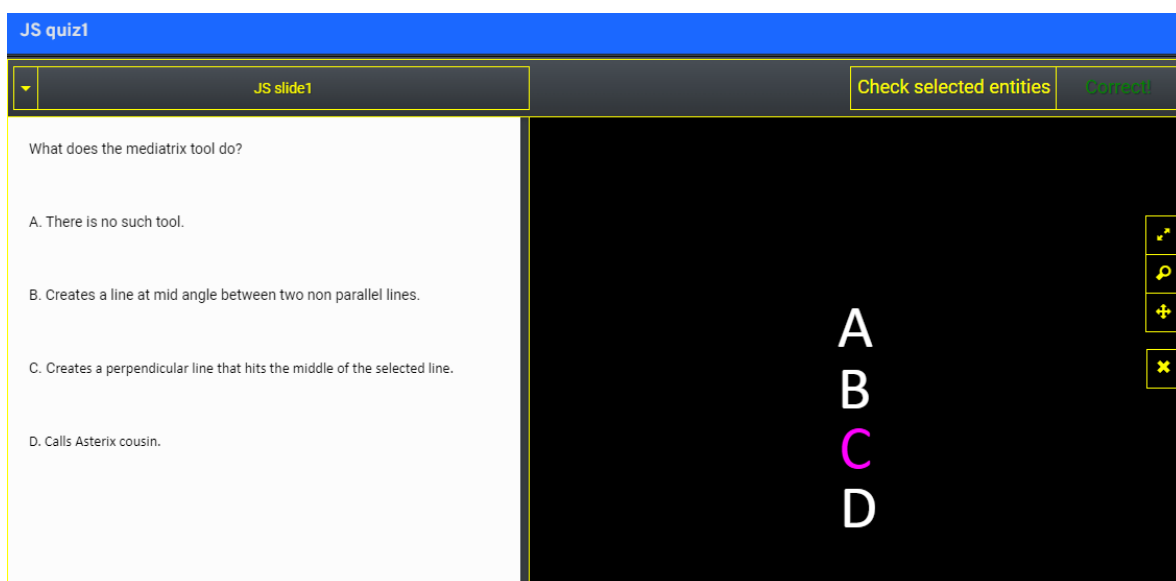 JS quiz1
JS slide1
Check selected entities
Correct!
What does the mediatrix tool do?
A. There is no such tool.
B. Creates a line at mid angle between two non parallel lines.
C. Creates a perpendicular line that hits the middle of the selected line.
D. Calls Asterix cousin.
A
B
C
D